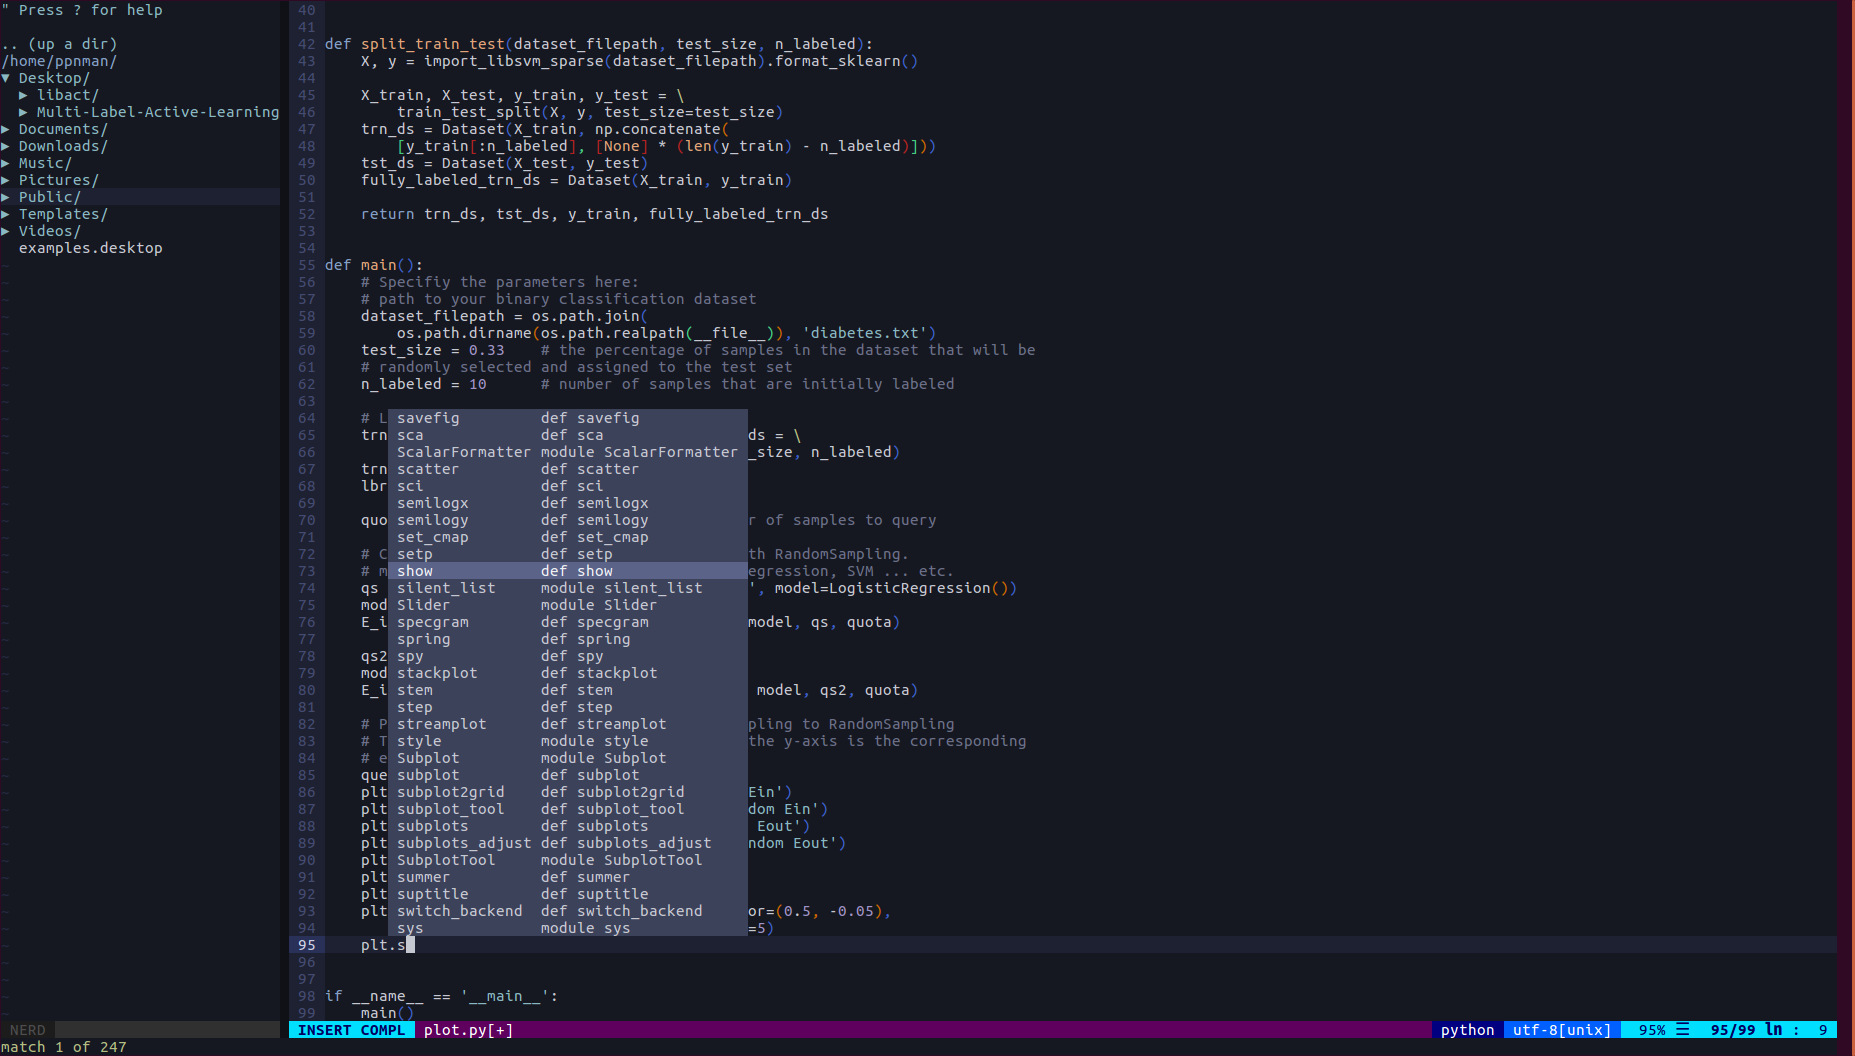 " Press ? for help
.. (up a dir)
/home/ppnman/
▼ Desktop/
▶ libact/
▶ Multi-Label-Active-Learning
▶ Documents/
▶ Downloads/
▶ Music/
▶ Pictures/
▶ Public/
▶ Templates/
▶ Videos/
examples.desktop
40
41
42 def split_train_test(dataset_filepath, test_size, n_labeled):
43 X, y = import_libsvm_sparse(dataset_filepath).format_sklearn()
44
45 X_train, X_test, y_train, y_test = \
46 train_test_split(X, y, test_size=test_size)
47 trn_ds = Dataset(X_train, np.concatenate(
48 [y_train[:n_labeled], [None] * (len(y_train) - n_labeled)]))
49 tst_ds = Dataset(X_test, y_test)
50 fully_labeled_trn_ds = Dataset(X_train, y_train)
51
52 return trn_ds, tst_ds, y_train, fully_labeled_trn_ds
53
54
55 def main():
56 # Specifiy the parameters here:
57 # path to your binary classification dataset
58 dataset_filepath = os.path.join(
59 os.path.dirname(os.path.realpath(__file__)), 'diabetes.txt')
60 test_size = 0.33 # the percentage of samples in the dataset that will be
61 # randomly selected and assigned to the test set
62 n_labeled = 10 # number of samples that are initially labeled
63
64 # L savefig def savefig
65 trn sca def sca ds = \
66 ScalarFormatter module ScalarFormatter _size, n_labeled)
67 trn scatter def scatter
68 lbr sci def sci
69 semilogx def semilogx
70 quo semilogy def semilogy r of samples to query
71 set_cmap def set_cmap
72 # C setp def setp th RandomSampling.
73 # m show def show egression, SVM ... etc.
74 qs silent_list module silent_list ', model=LogisticRegression())
75 mod Slider module Slider
76 E_i specgram def specgram model, qs, quota)
77 spring def spring
78 qs2 spy def spy
79 mod stackplot def stackplot
80 E_i stem def stem model, qs2, quota)
81 step def step
82 # P streamplot def streamplot pling to RandomSampling
83 # T style module style the y-axis is the corresponding
84 # e Subplot module Subplot
85 que subplot def subplot
86 plt subplot2grid def subplot2grid Ein')
87 plt subplot_tool def subplot_tool dom Ein')
88 plt subplots def subplots Eout')
89 plt subplots_adjust def subplots_adjust ndom Eout')
90 plt SubplotTool module SubplotTool
91 plt summer def summer
92 plt suptitle def suptitle
93 plt switch_backend def switch_backend or=(0.5, -0.05),
94 sys module sys =5)
95 plt.s
96
97
98 if __name__ == '__main__':
99 main()
NERD INSERT COMPL plot.py[+] python utf-8[unix] 95% ☰ 95/99 ln : 9
match 1 of 247